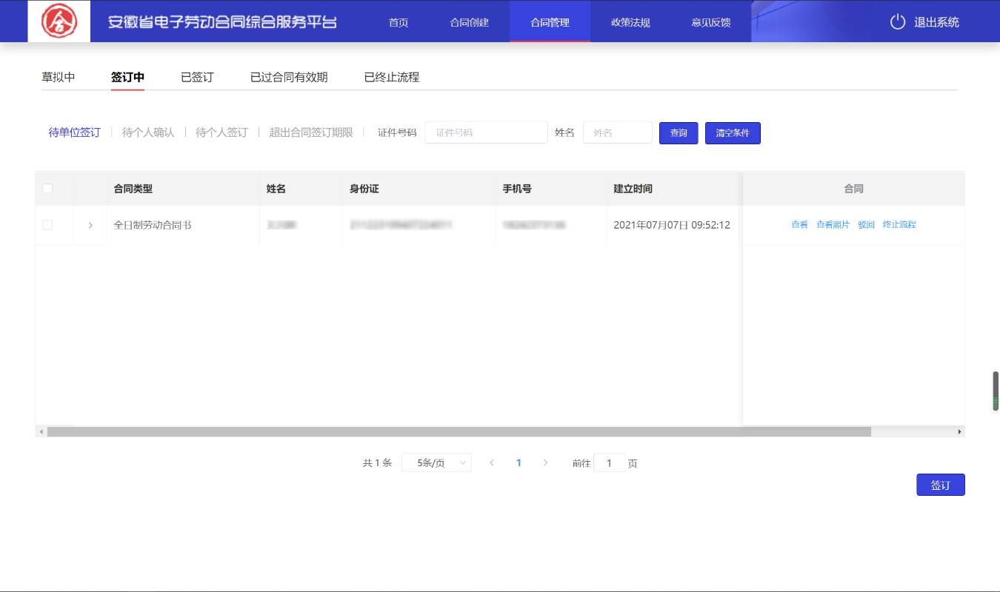 合 安徽省电子劳动合同综合服务平台 首页 合同创建 合同管理 政策法规 意见反馈 退出系统
草拟中 签订中 已签订 已过合同有效期 已终止流程
待单位签订 待个人确认 待个人签订 超出合同签订期限 证件号码 证件号码 姓名 姓名 查询 清空条件
合同类型 姓名 身份证 手机号 建立时间 合同
全日制劳动合同书 2021年07月07日 09:52:12 查看 查看照片 驳回 终止流程
共 1 条 5条/页 1 前往 1 页
签订